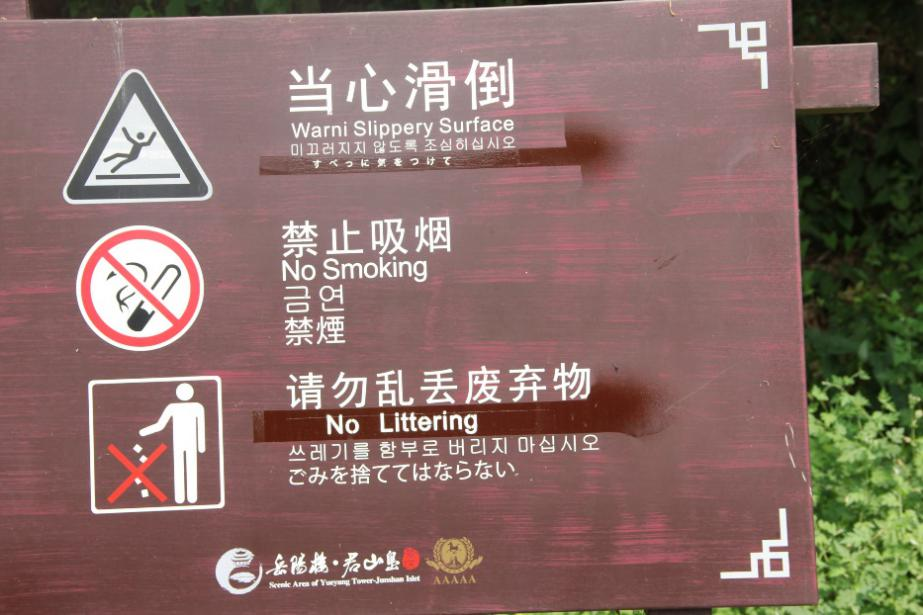 当心滑倒
Warni Slippery Surface
미끄러지지 않도록 조심히십시오
すべっに気をつけて
禁止吸烟
No Smoking
금연
禁煙
请勿乱丢废弃物
No Littering
쓰레기를 함부로 버리지 마십시오
ごみを捨ててはならない.
岳陽楼·君山島
Scenic Area of Yueyang Tower-Junshan Islet
AAAAA